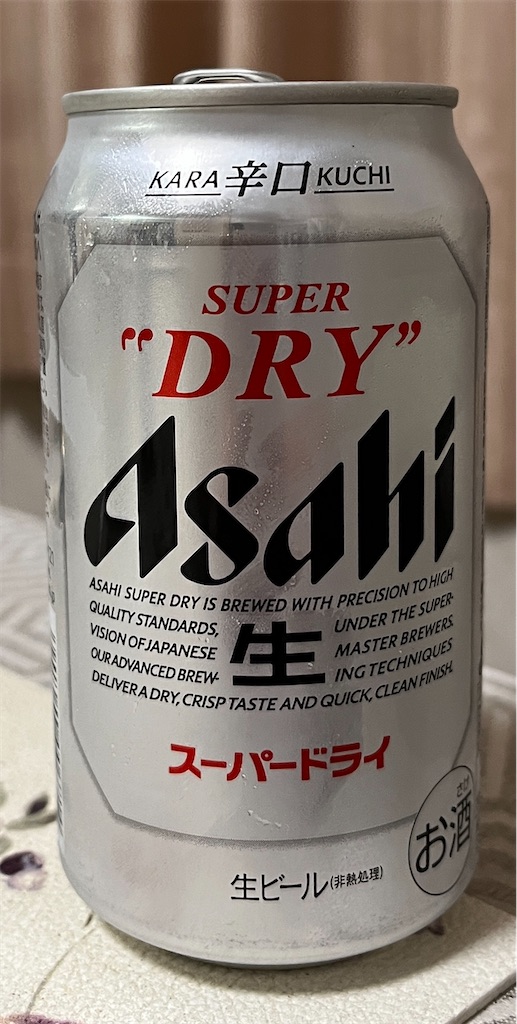 KARA 辛口 KUCHI
SUPER
“DRY”
Asahi
ASAHI SUPER DRY IS BREWED WITH PRECISION TO HIGH
QUALITY STANDARDS, UNDER THE SUPER-
VISION OF JAPANESE MASTER BREWERS.
OUR ADVANCED BREW- ING TECHNIQUES
生
DELIVER A DRY, CRISP TASTE AND QUICK, CLEAN FINISH.
スーパードライ
さけ
お酒
生ビール(非熱処理)